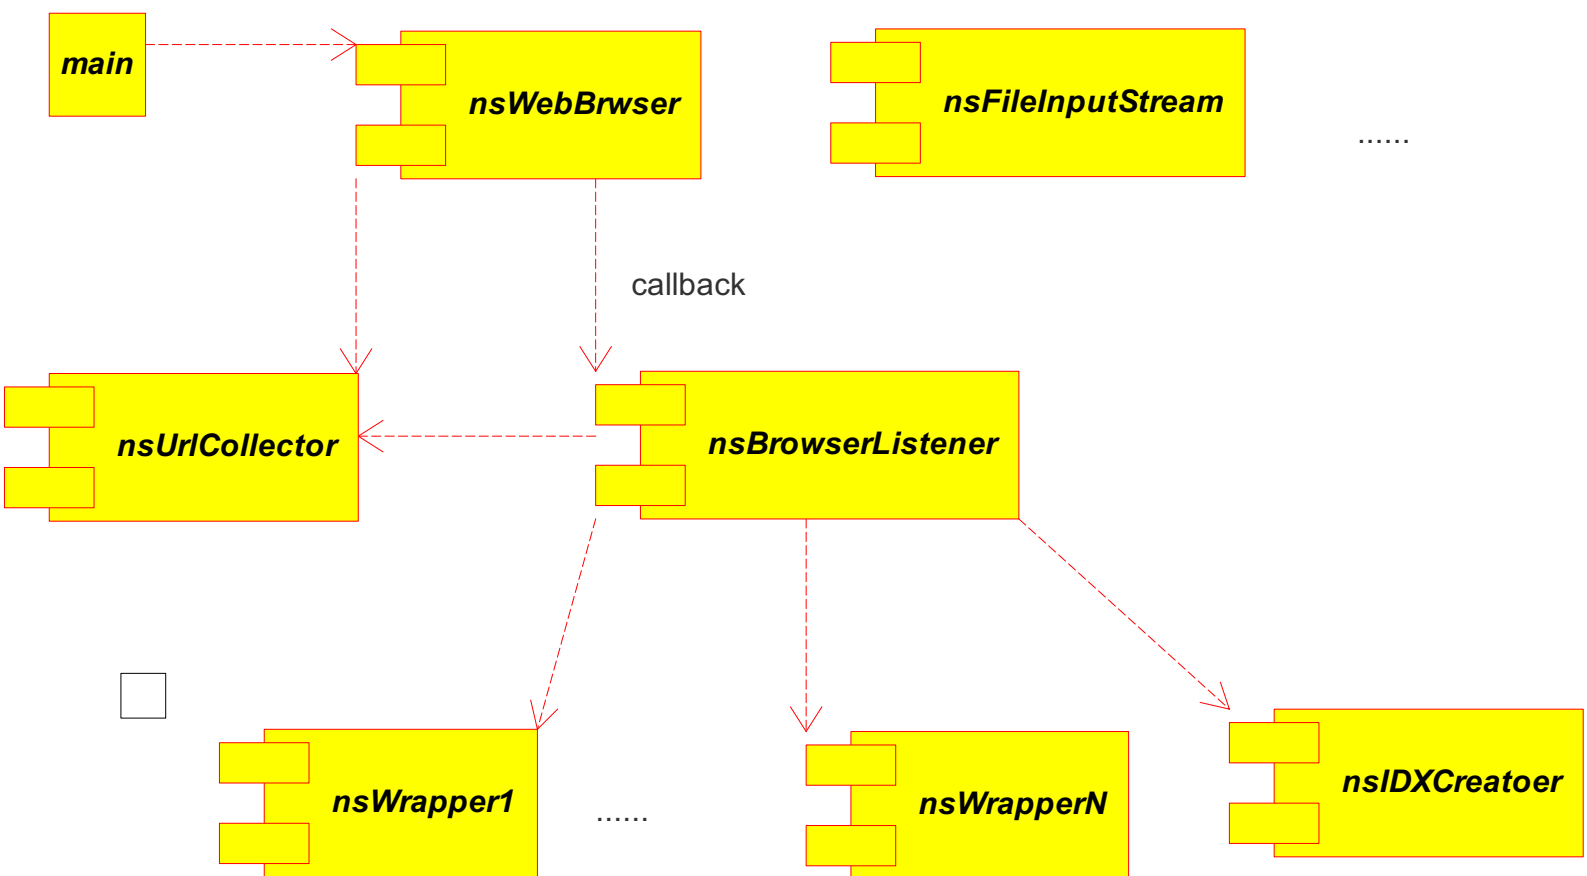 main
nsWebBrwser
nsFileInputStream
......
callback
nsUrlCollector
nsBrowserListener
nsWrapper1
......
nsWrapperN
nsIDXCreatoer